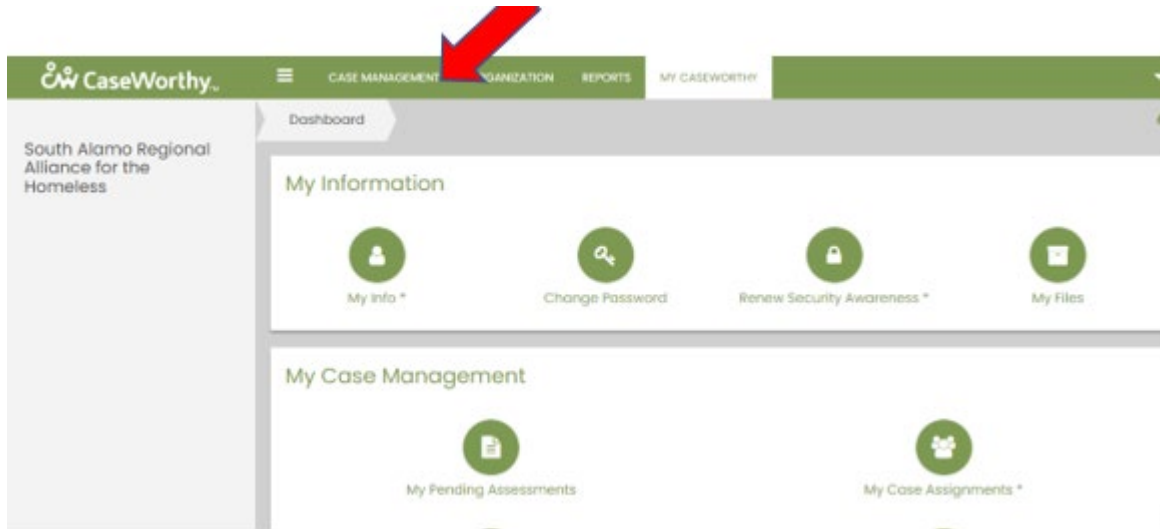 CaseWorthy
CASE MANAGEMENT
REPORTS
MY CASEWORTHY
South Alamo Regional
Alliance for the
Homeless
Dashboard
My Information
My Info *
Change Password
Renew Security Awareness *
My Files
My Case Management
My Pending Assessments
My Case Assignments *